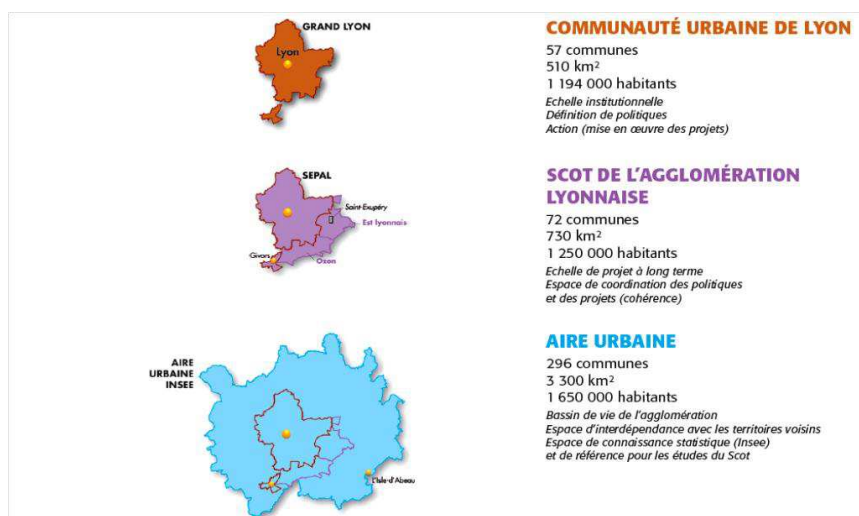 GRAND LYON
Lyon
COMMUNAUTÉ URBAINE DE LYON
57 communes
510 km²
1 194 000 habitants
Echelle institutionnelle
Définition de politiques
Action (mise en œuvre des projets)
SEPAL
Saint-Exupéry
Est lyonnais
Givors
Ozon
SCOT DE L'AGGLOMÉRATION
LYONNAISE
72 communes
730 km²
1 250 000 habitants
Echelle de projet à long terme
Espace de coordination des politiques
et des projets (cohérence)
AIRE
URBAINE
INSEE
L'Isle-d'Abeau
AIRE URBAINE
296 communes
3 300 km²
1 650 000 habitants
Bassin de vie de l'agglomération
Espace d'interdépendance avec les territoires voisins
Espace de connaissance statistique (Insee)
et de référence pour les études du Scot